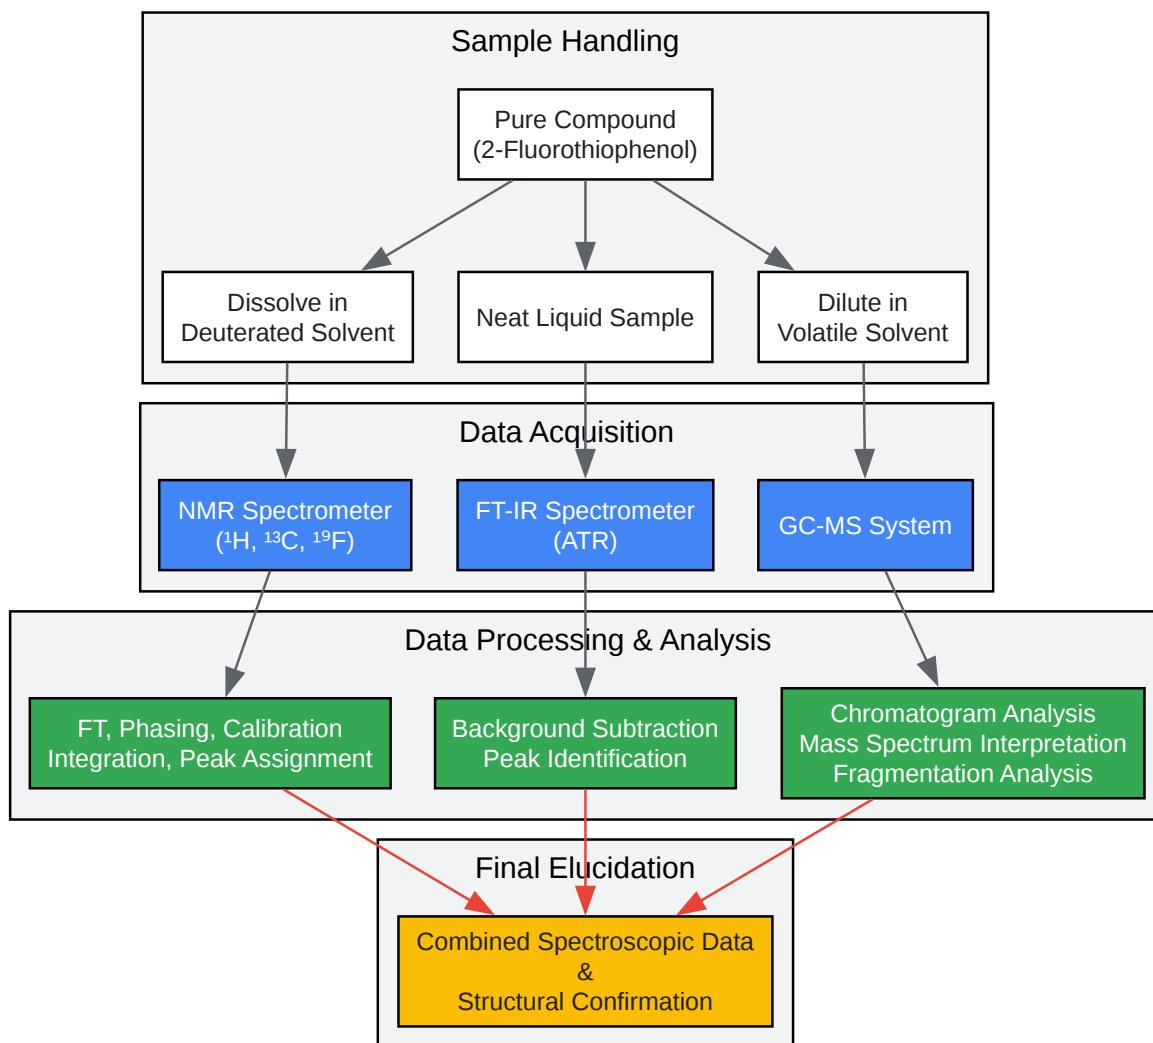 Sample Handling
Pure Compound
(2-Fluorothiophenol)
Dissolve in
Deuterated Solvent
Neat Liquid Sample
Dilute in
Volatile Solvent
Data Acquisition
NMR Spectrometer
(¹H, ¹³C, ¹⁹F)
FT-IR Spectrometer
(ATR)
GC-MS System
Data Processing & Analysis
FT, Phasing, Calibration
Integration, Peak Assignment
Background Subtraction
Peak Identification
Chromatogram Analysis
Mass Spectrum Interpretation
Fragmentation Analysis
Final Elucidation
Combined Spectroscopic Data
&
Structural Confirmation